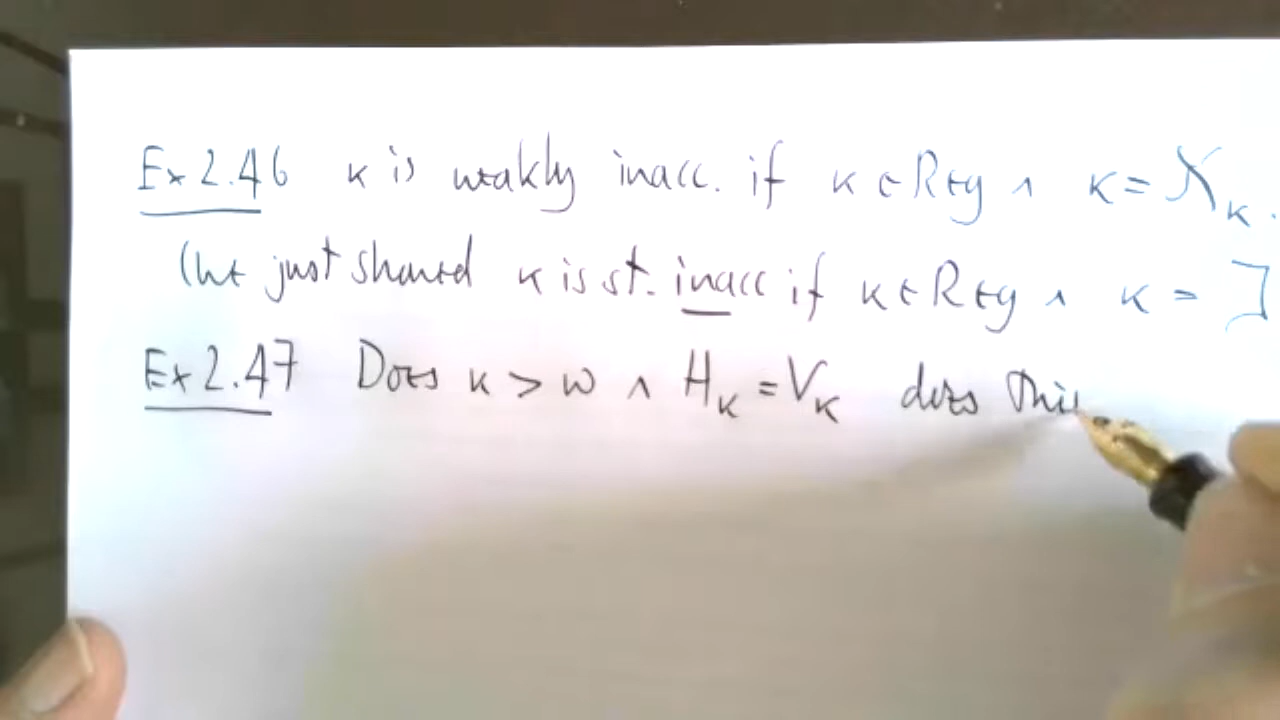 Ex 2.46 κ is weakly inacc. if κ ∈ Reg ∧ κ = ℵ_κ.
(We just showed κ is st. inacc if κ ∈ Reg ∧ κ =
Ex 2.47 Does κ > ω ∧ H_κ = V_κ does this